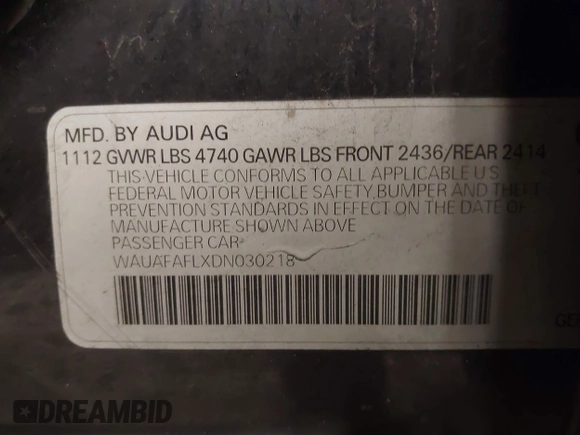 MFD. BY AUDI AG
1112 GVWR LBS 4740 GAWR LBS FRONT 2436/REAR 2414
THIS VEHICLE CONFORMS TO ALL APPLICABLE U S
FEDERAL MOTOR VEHICLE SAFETY, BUMPER AND THEFT
PREVENTION STANDARDS IN EFFECT ON THE DATE OF
MANUFACTURE SHOWN ABOVE
PASSENGER CAR
WAUAFAFLXDN030218
DREAMBID